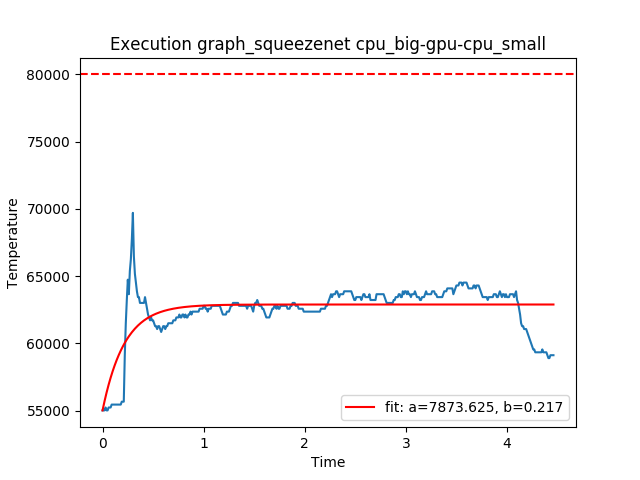 Execution graph_squeezenet cpu_big-gpu-cpu_small
80000
75000
70000
65000
60000
55000
Temperature
0 1 2 3 4
Time
fit: a=7873.625, b=0.217